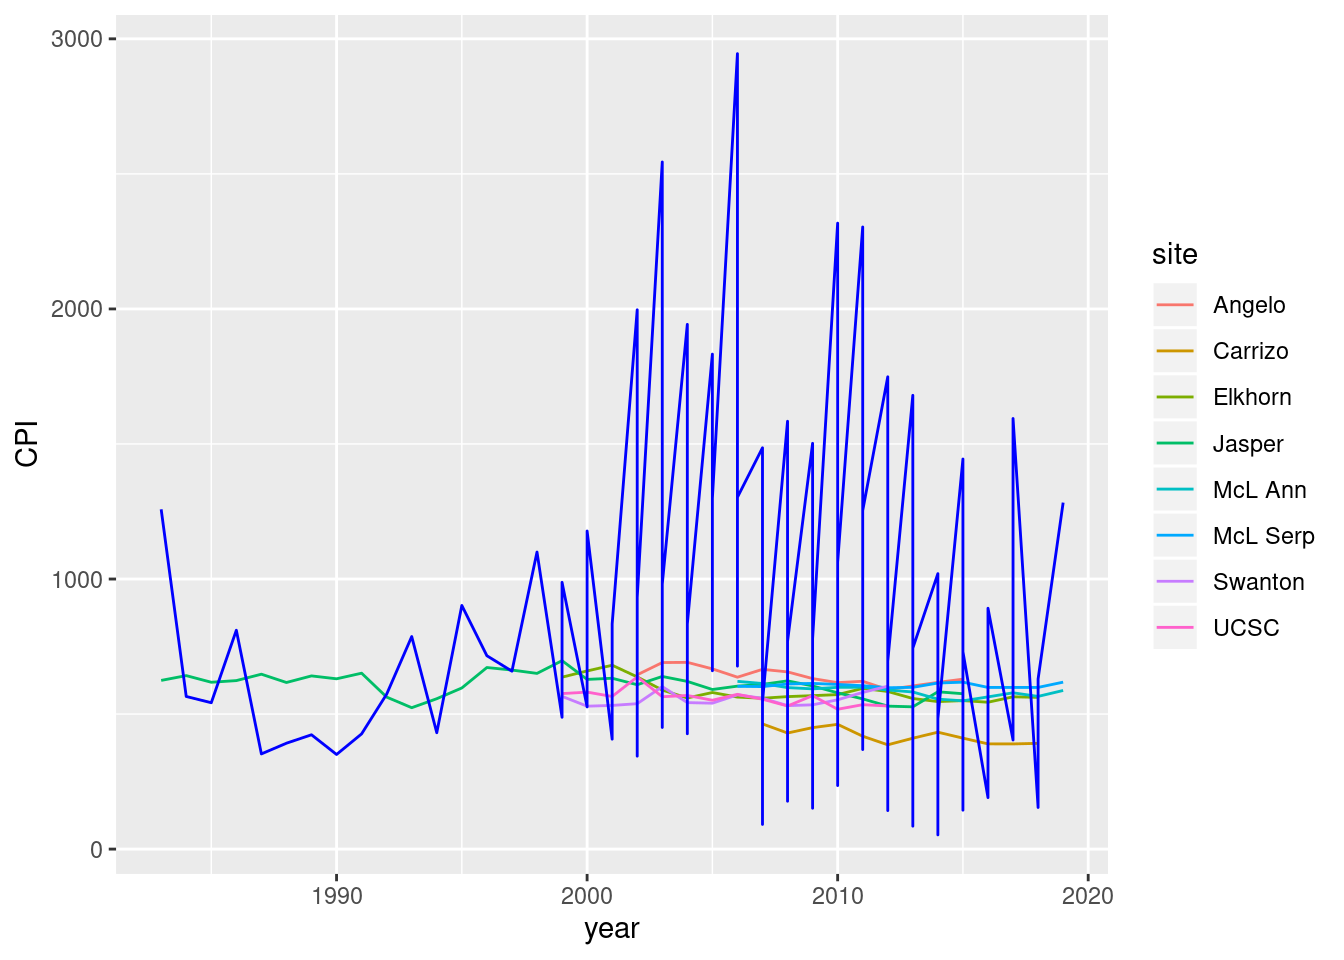 3000
2000
1000
0
CPI
1990
2000
2010
2020
year
site
Angelo
Carrizo
Elkhorn
Jasper
McL Ann
McL Serp
Swanton
UCSC